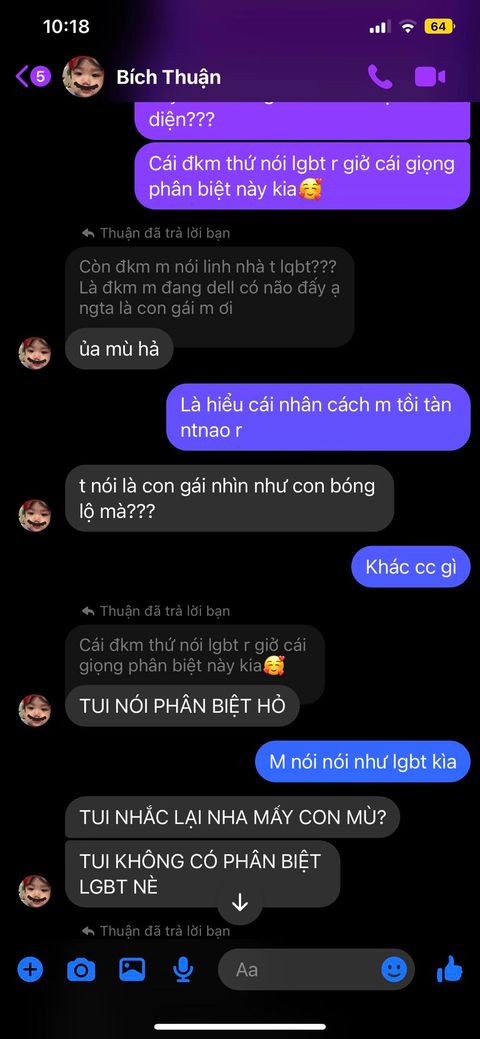 10:18
64
5
Bích Thuận
diện???
Cái đkm thứ nói lgbt r giờ cái giọng
phân biệt này kia🥰
Thuận đã trả lời bạn
Còn đkm m nói linh nhà t lqbt???
Là đkm m đang dell có não đấy ạ
ngta là con gái m ơi
ủa mù hả
Là hiểu cái nhân cách m tồi tàn
ntnao r
t nói là con gái nhìn như con bóng
lộ mà???
Khác cc gì
Thuận đã trả lời bạn
Cái đkm thứ nói lgbt r giờ cái
giọng phân biệt này kia🥰
TUI NÓI PHÂN BIỆT HỎ
M nói nói như lgbt kìa
TUI NHẮC LẠI NHA MẤY CON MÙ?
TUI KHÔNG CÓ PHÂN BIỆT
LGBT NÈ
Thuận đã trả lời bạn
Aa